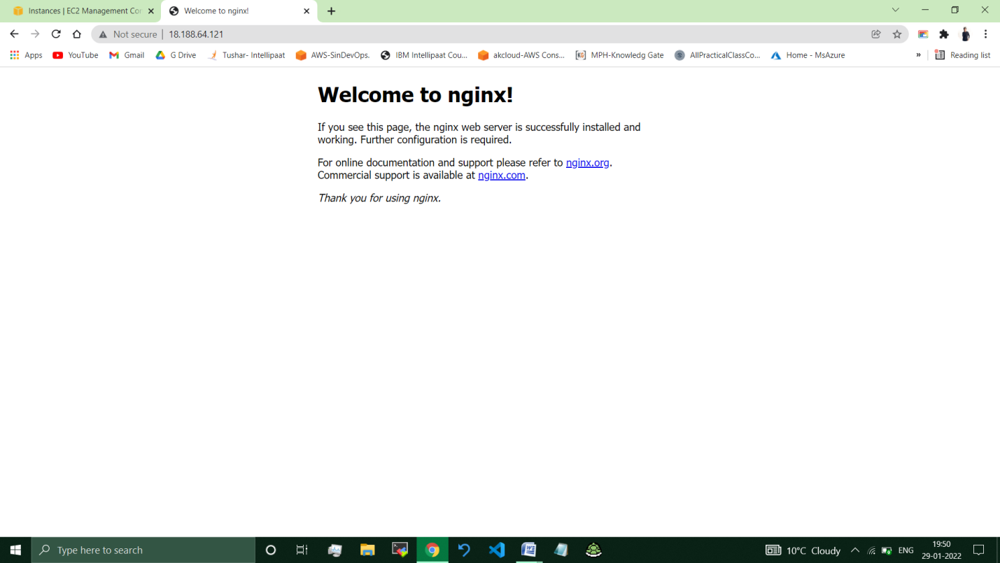 Instances | EC2 Management Con
Welcome to nginx!
Not secure | 18.188.64.121
Apps YouTube Gmail G Drive Tushar- Intellipaat AWS-SinDevOps. IBM Intellipaat Cou... akcloud-AWS Cons... MPH-Knowledg Gate AllPracticalClassCo... Home - MsAzure » Reading list
Welcome to nginx!
If you see this page, the nginx web server is successfully installed and
working. Further configuration is required.
For online documentation and support please refer to nginx.org.
Commercial support is available at nginx.com.
Thank you for using nginx.
Type here to search
10°C Cloudy
ENG
19:50
29-01-2022